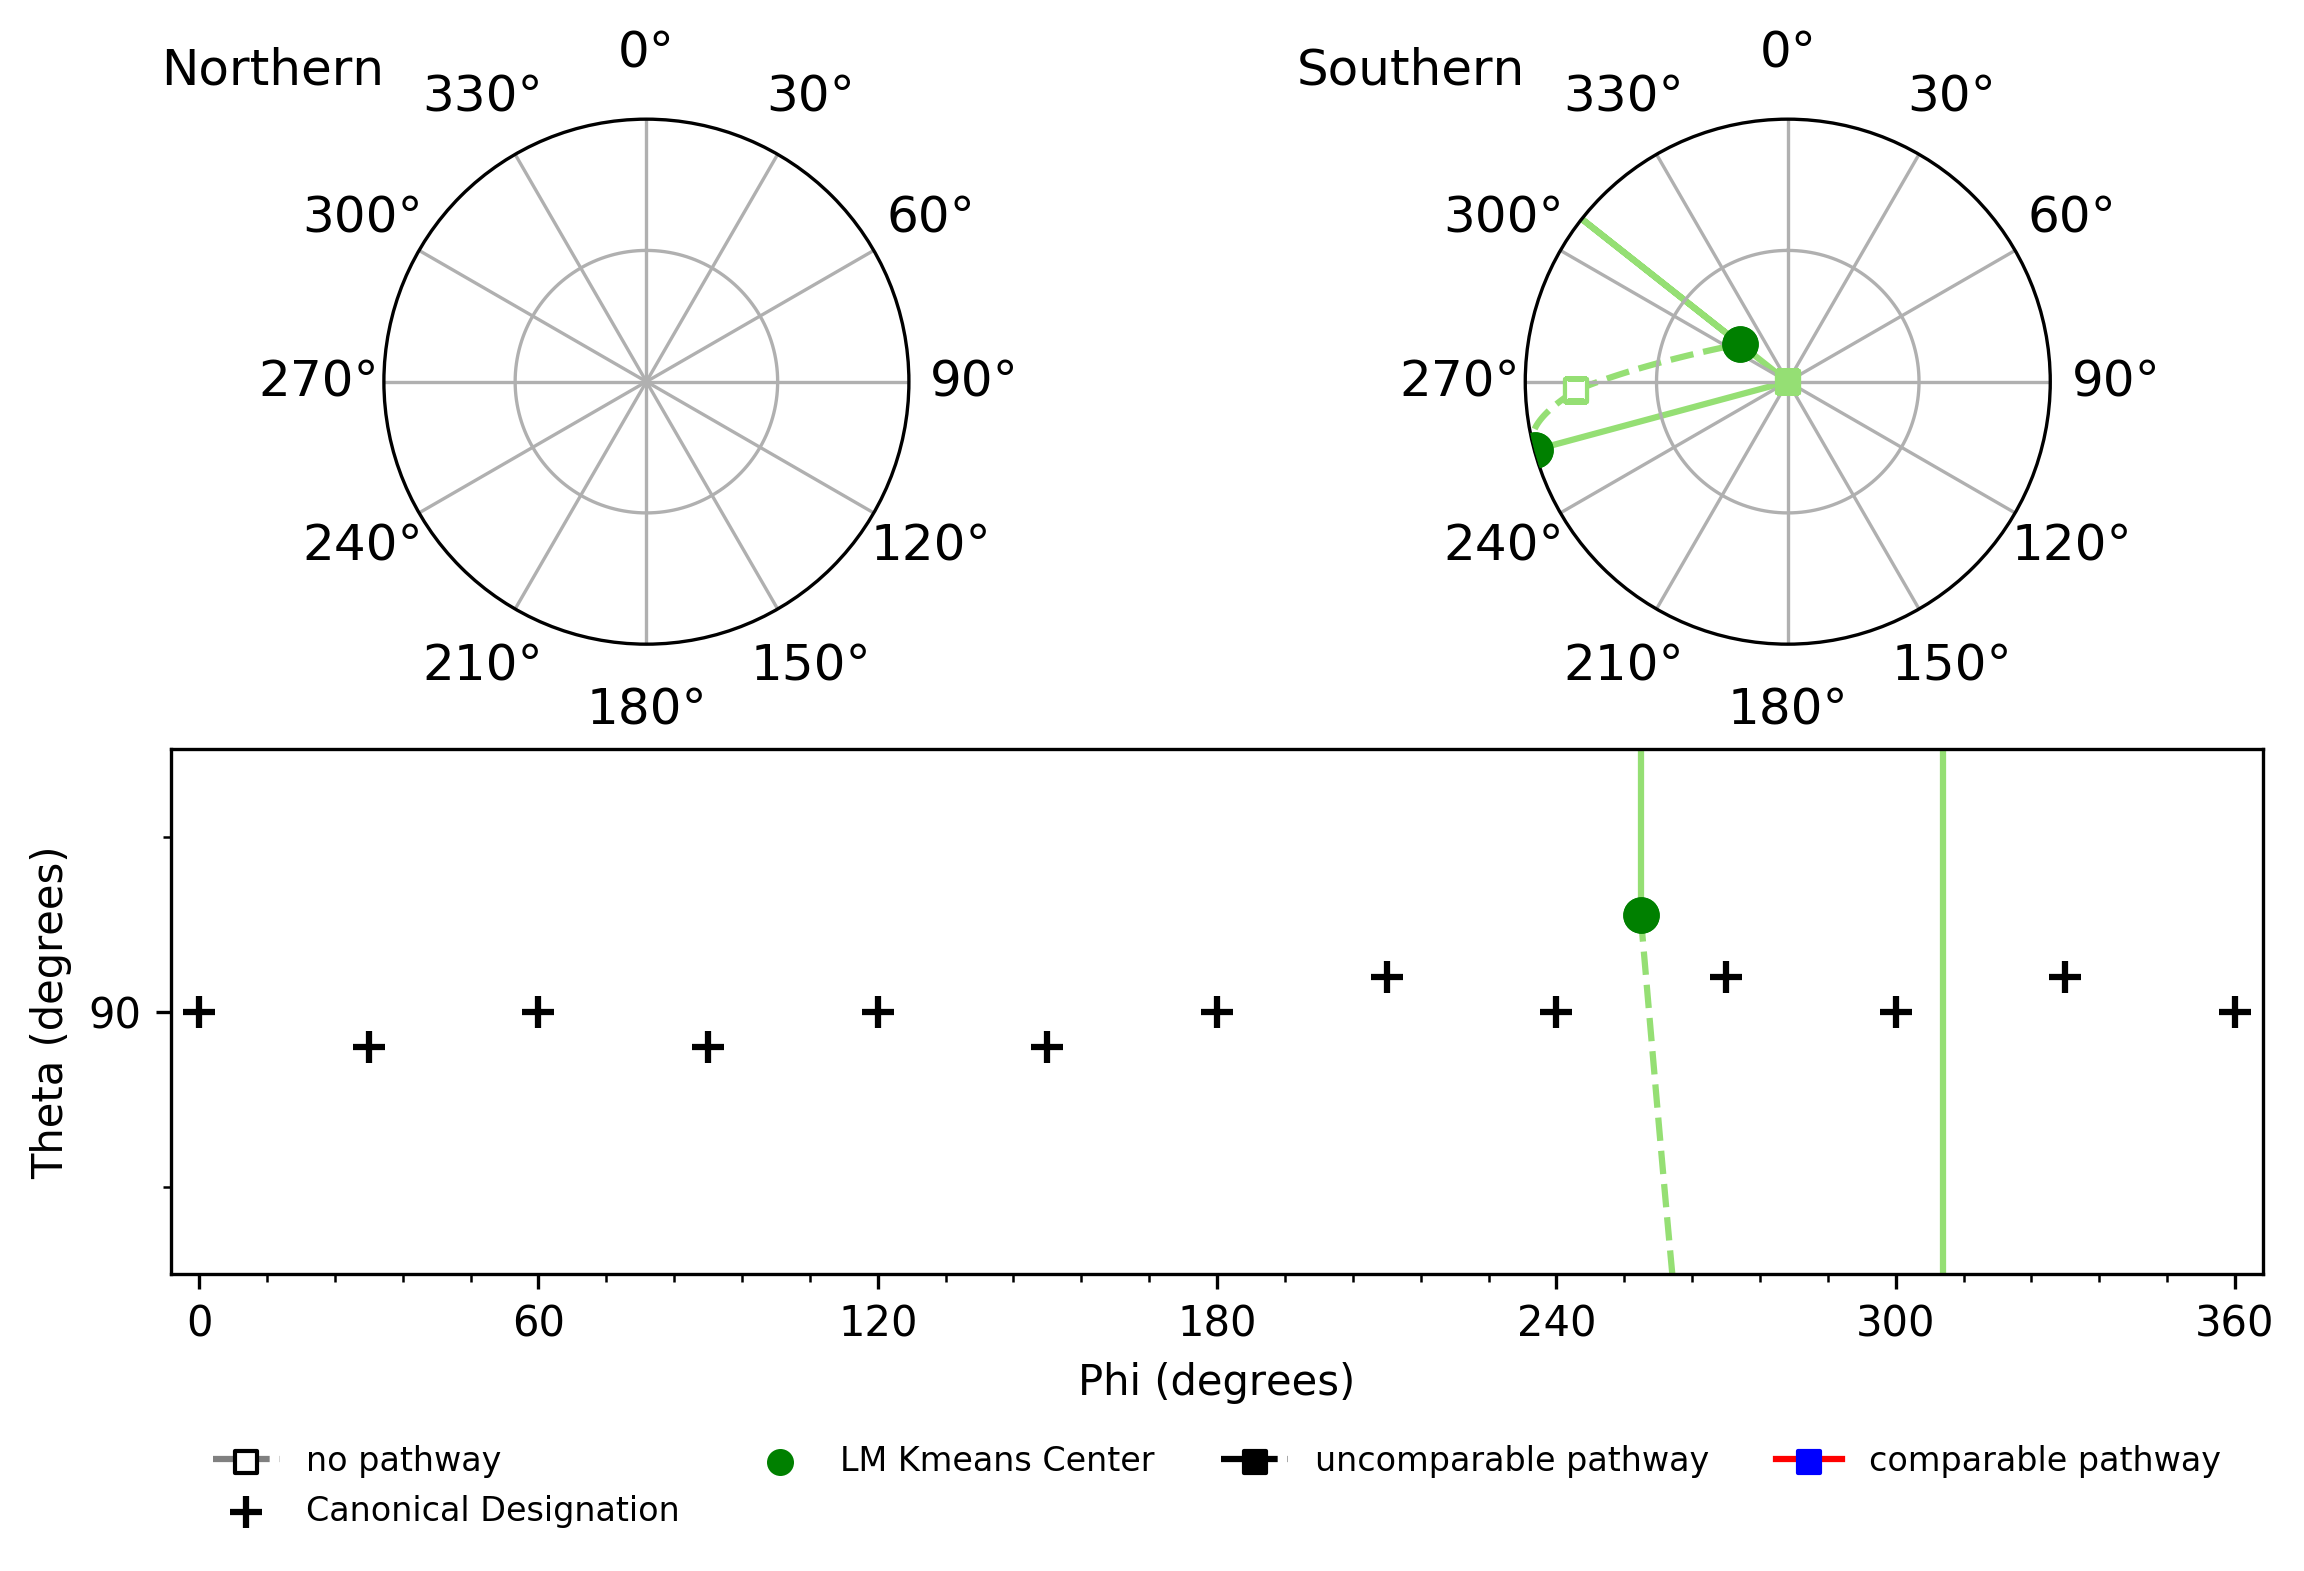 Northern
0°
30°
60°
90°
120°
150°
180°
210°
240°
270°
300°
330°
Southern
0°
30°
60°
90°
120°
150°
180°
210°
240°
270°
300°
330°
Theta (degrees)
90
0 60 120 180 240 300 360
Phi (degrees)
no pathway
Canonical Designation
LM Kmeans Center
uncomparable pathway
comparable pathway